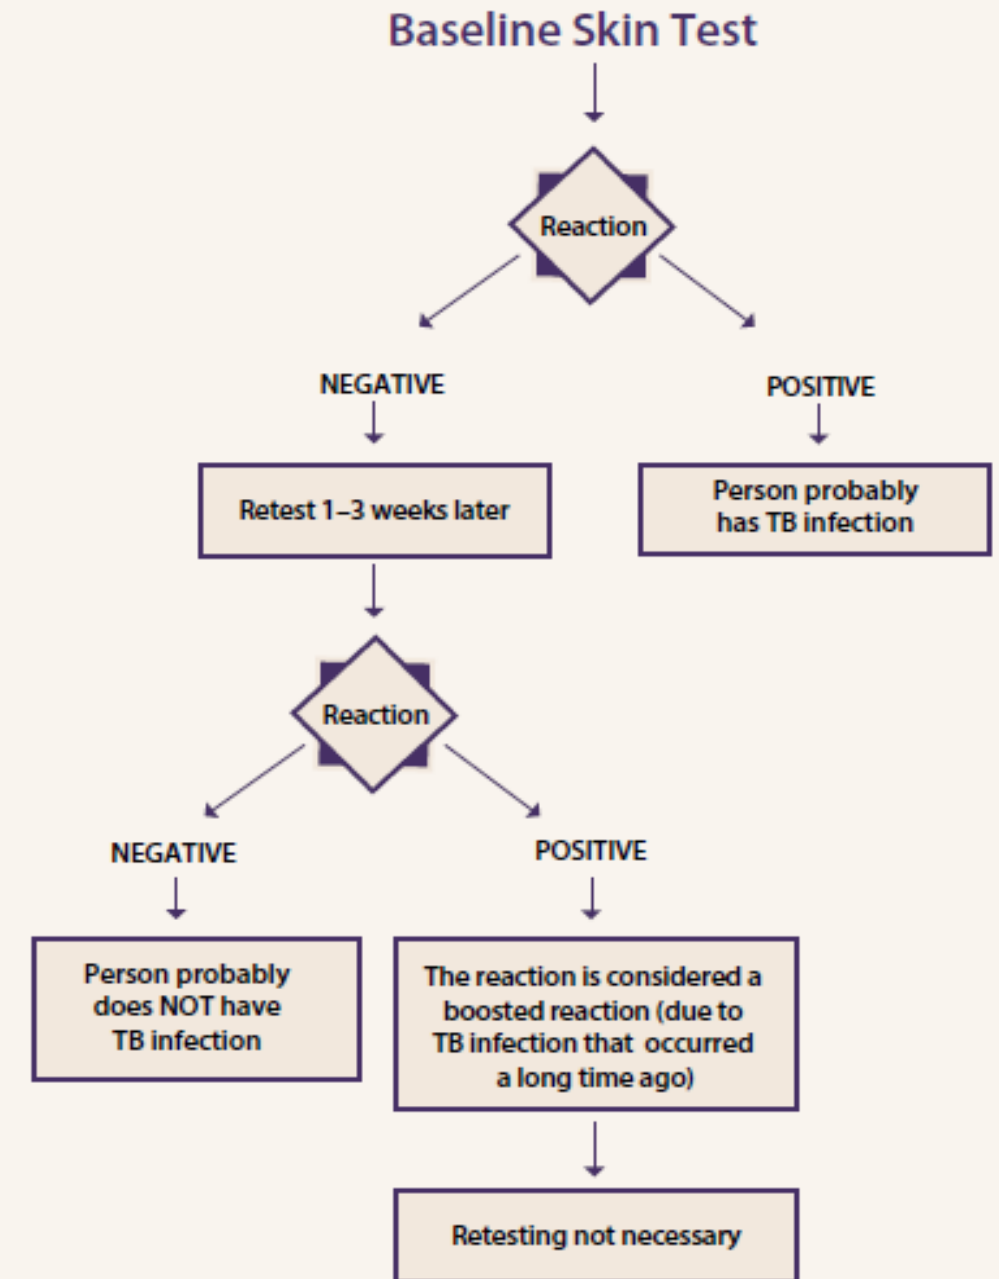 Baseline Skin Test
Reaction
NEGATIVE
POSITIVE
Retest 1–3 weeks later
Person probably
has TB infection
Reaction
NEGATIVE
POSITIVE
Person probably
does NOT have
TB infection
The reaction is considered a
boosted reaction (due to
TB infection that occurred
a long time ago)
Retesting not necessary